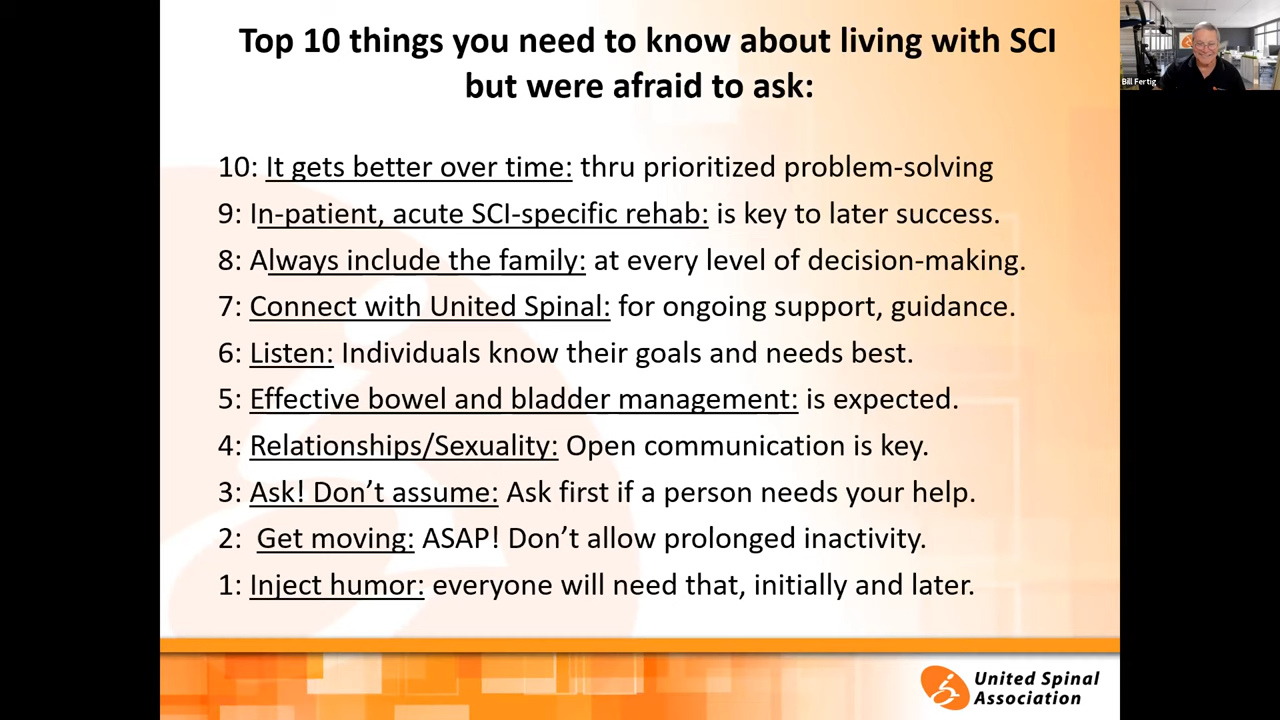 Top 10 things you need to know about living with SCI
but were afraid to ask:
Bill Fertig
10: It gets better over time: thru prioritized problem-solving
9: In-patient, acute SCI-specific rehab: is key to later success.
8: Always include the family: at every level of decision-making.
7: Connect with United Spinal: for ongoing support, guidance.
6: Listen: Individuals know their goals and needs best.
5: Effective bowel and bladder management: is expected.
4: Relationships/Sexuality: Open communication is key.
3: Ask! Don’t assume: Ask first if a person needs your help.
2: Get moving: ASAP! Don’t allow prolonged inactivity.
1: Inject humor: everyone will need that, initially and later.
United Spinal
Association